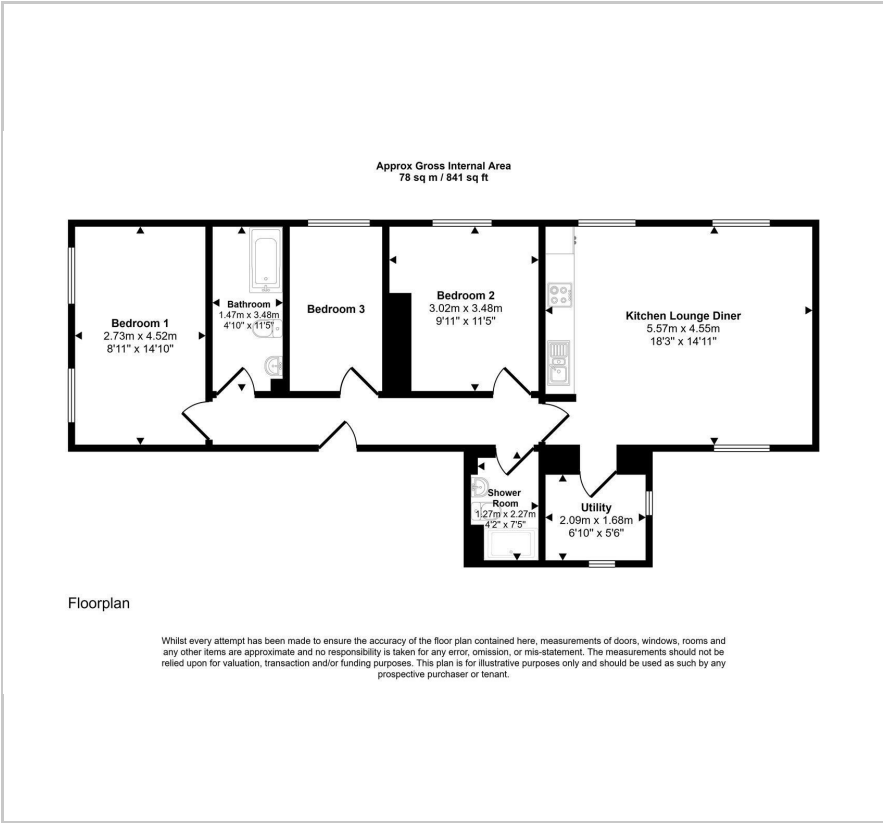 Approx Gross Internal Area
78 sq m / 841 sq ft
Bedroom 1
2.73m x 4.52m
8'11" x 14'10"
Bathroom
1.47m x 3.48m
4'10" x 11'5"
Bedroom 3
Bedroom 2
3.02m x 3.48m
9'11" x 11'5"
Kitchen Lounge Diner
5.57m x 4.55m
18'3" x 14'11"
Shower
Room
1.27m x 2.27m
4'2" x 7'5"
Utility
2.09m x 1.68m
6'10" x 5'6"
Floorplan
Whilst every attempt has been made to ensure the accuracy of the floor plan contained here, measurements of doors, windows, rooms and
any other items are approximate and no responsibility is taken for any error, omission, or mis-statement. The measurements should not be
relied upon for valuation, transaction and/or funding purposes. This plan is for illustrative purposes only and should be used as such by any
prospective purchaser or tenant.